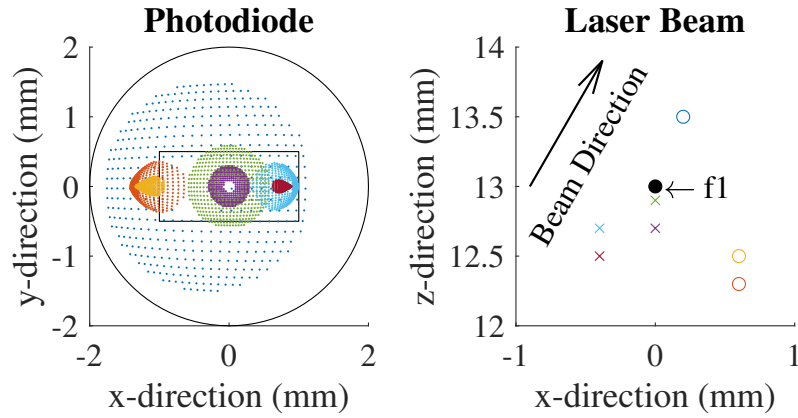 Photodiode
2
1
0
-1
-2
-2
0
2
y-direction (mm)
x-direction (mm)
Laser Beam
14
13.5
13
12.5
12
-1
0
1
z-direction (mm)
x-direction (mm)
Beam Direction
← f1